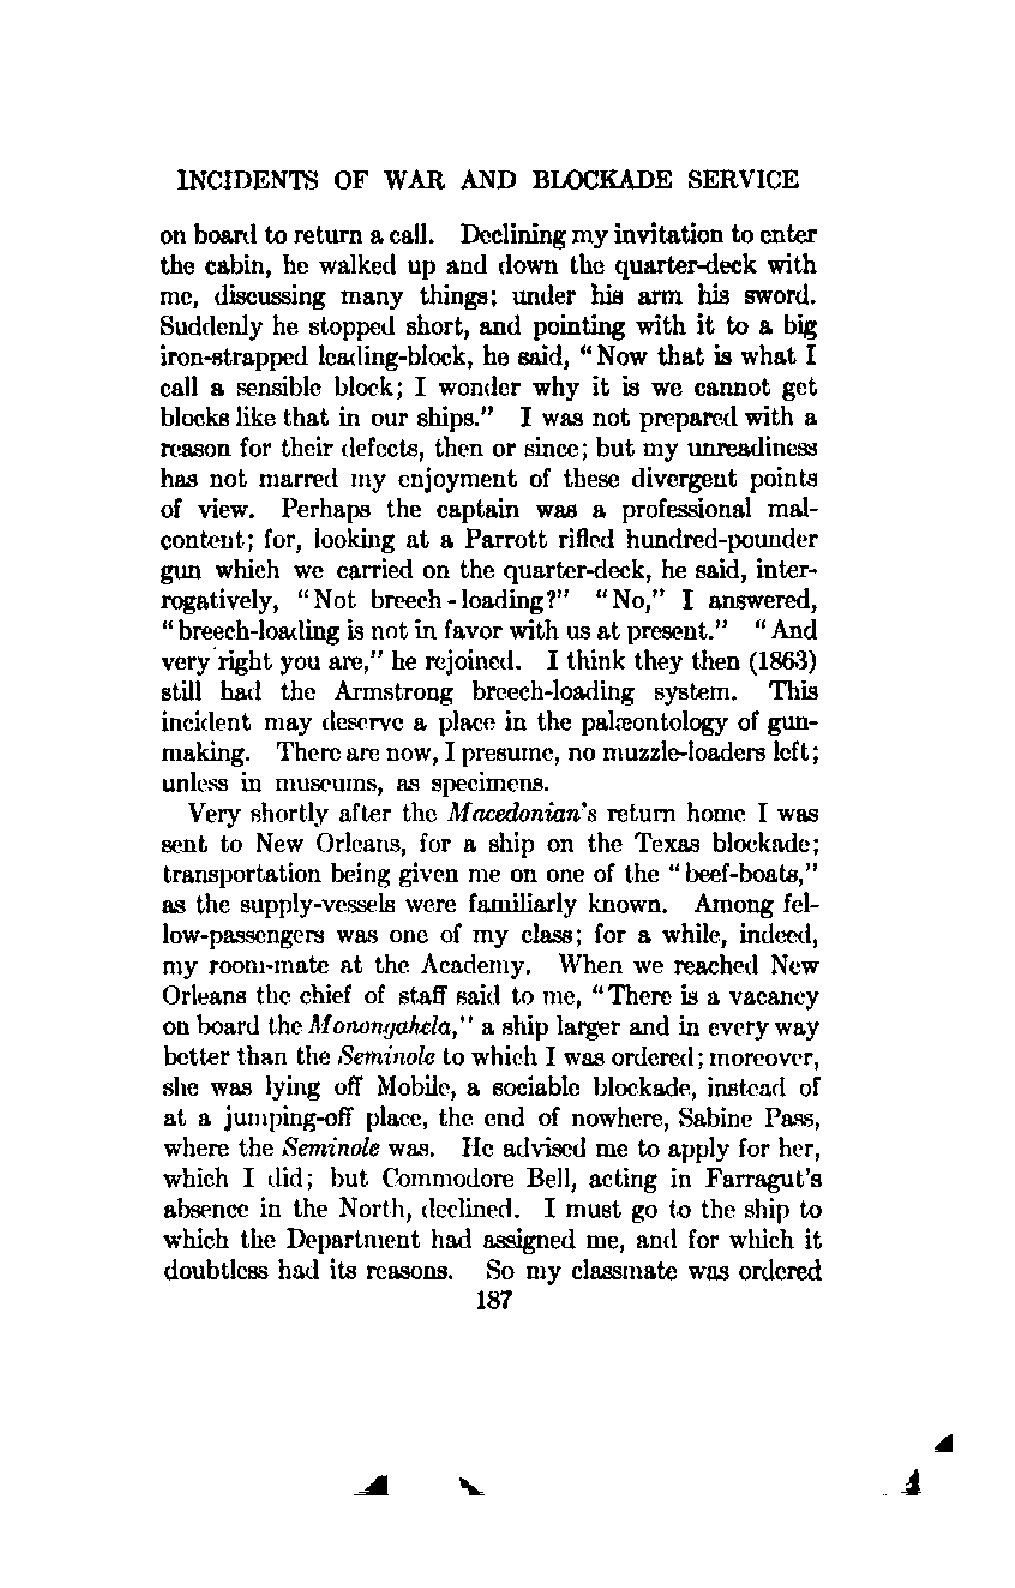 INCIDENTS OF WAR AND BLOCKADE SERVICE
on board to return a call. Declining my invitation to enter
the cabin, he walked up and down the quarter-deck with
me, discussing many things; under his arm his sword.
Suddenly he stopped short, and pointing with it to a big
iron-strapped leading-block, he said, "Now that is what I
call a sensible block; I wonder why it is we cannot get
blocks like that in our ships." I was not prepared with a
reason for their defects, then or since; but my unreadiness
has not marred my enjoyment of these divergent points
of view. Perhaps the captain was a professional mal-
content; for, looking at a Parrott rifled hundred-pounder
gun which we carried on the quarter-deck, he said, inter-
rogatively, "Not breech-loading?" "No," I answered,
"breech-loading is not in favor with us at present." "And
very right you are," he rejoined. I think they then (1863)
still had the Armstrong breech-loading system. This
incident may deserve a place in the palæontology of gun-
making. There are now, I presume, no muzzle-loaders left;
unless in museums, as specimens.
Very shortly after the Macedonian's return home I was
sent to New Orleans, for a ship on the Texas blockade;
transportation being given me on one of the "beef-boats,"
as the supply-vessels were familiarly known. Among fel-
low-passengers was one of my class; for a while, indeed,
my room-mate at the Academy. When we reached New
Orleans the chief of staff said to me, "There is a vacancy
on board the Monongahela," a ship larger and in every way
better than the Seminole to which I was ordered; moreover,
she was lying off Mobile, a sociable blockade, instead of
at a jumping-off place, the end of nowhere, Sabine Pass,
where the Seminole was. He advised me to apply for her,
which I did; but Commodore Bell, acting in Farragut's
absence in the North, declined. I must go to the ship to
which the Department had assigned me, and for which it
doubtless had its reasons. So my classmate was ordered
187